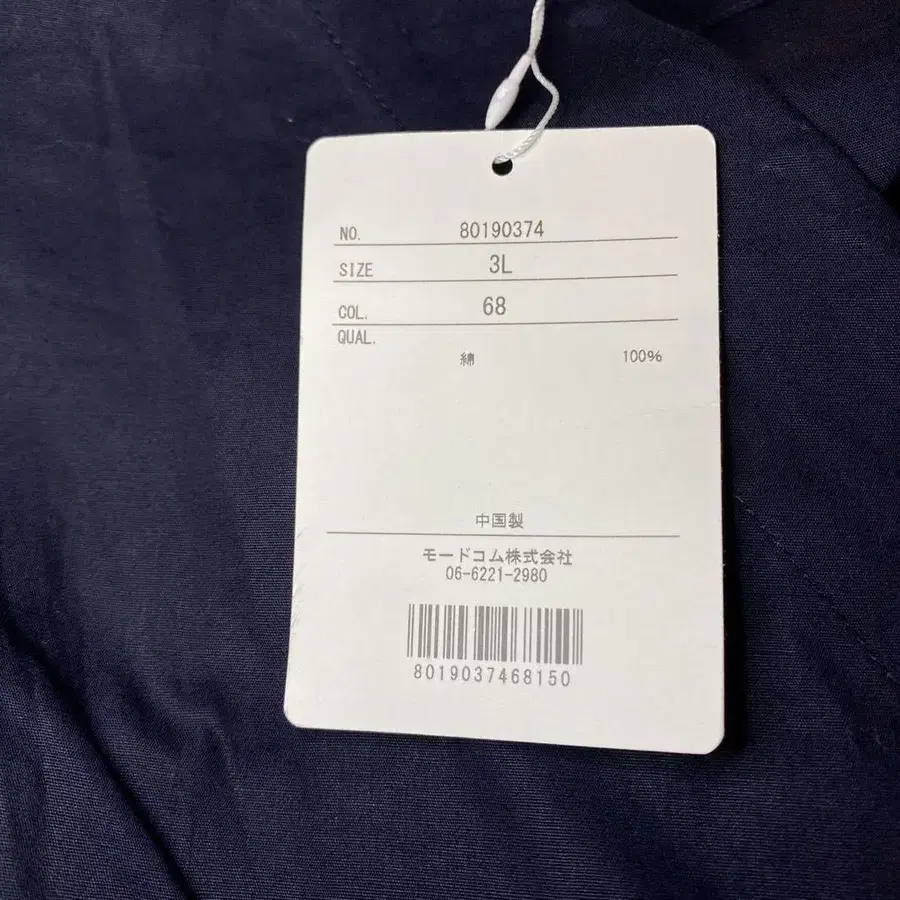 NO. 80190374
SIZE 3L
COL. 68
QUAL.
綿 100%
中国製
モードコム株式会社
06-6221-2980
8019037468150